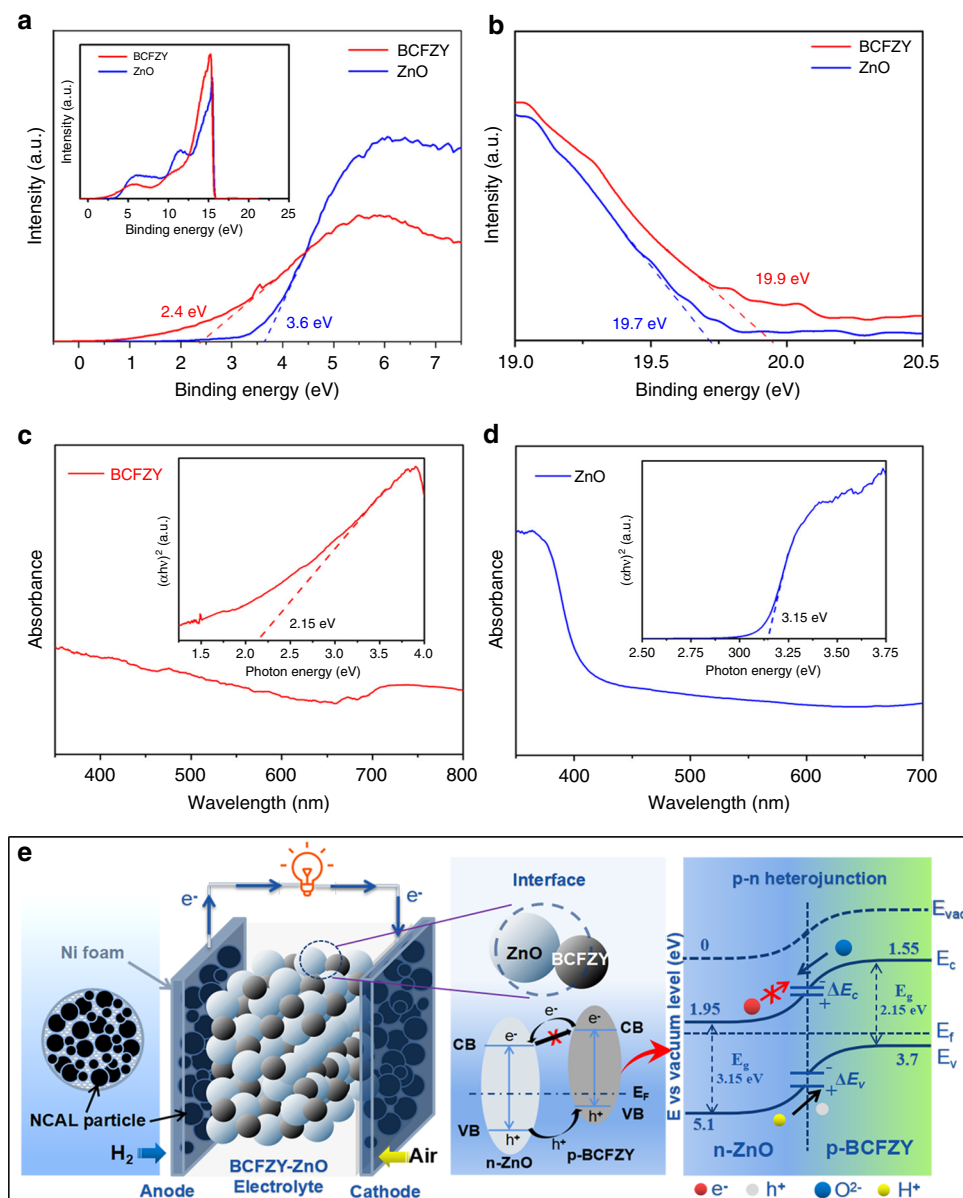 a
BCFZY
ZnO
BCFZY
ZnO
Intensity (a.u.)
Binding energy (eV)
-1 0 5 10 15 20 25
2.4 eV
3.6 eV
Intensity (a.u.)
0 1 2 3 4 5 6 7
Binding energy (eV)
b
BCFZY
ZnO
19.9 eV
19.7 eV
Intensity (a.u.)
19.0 19.5 20.0 20.5
Binding energy (eV)
c
BCFZY
(αhν)² (a.u.)
2.15 eV
1.5 2.0 2.5 3.0 3.5 4.0
Photon energy (eV)
Absorbance
400 500 600 700 800
Wavelength (nm)
d
ZnO
(αhν)² (a.u.)
3.15 eV
2.50 2.75 3.00 3.25 3.50 3.75
Photon energy (eV)
Absorbance
400 500 600 700
Wavelength (nm)
e
e-
e-
Ni foam
NCAL particle
H2
Air
Anode
BCFZY-ZnO
Electrolyte
Cathode
Interface
ZnO
BCFZY
e-
e-
e-
CB
CB
EF
VB
VB
h+
h+
h+
n-ZnO
p-BCFZY
p-n heterojunction
E vs vacuum level (eV)
Evac
0
1.55
Ec
-
ΔEc
+
Eg
2.15 eV
1.95
Ef
Eg
3.15 eV
3.7
Ev
-
ΔEv
+
5.1
n-ZnO
p-BCFZY
e- h+ O2- H+